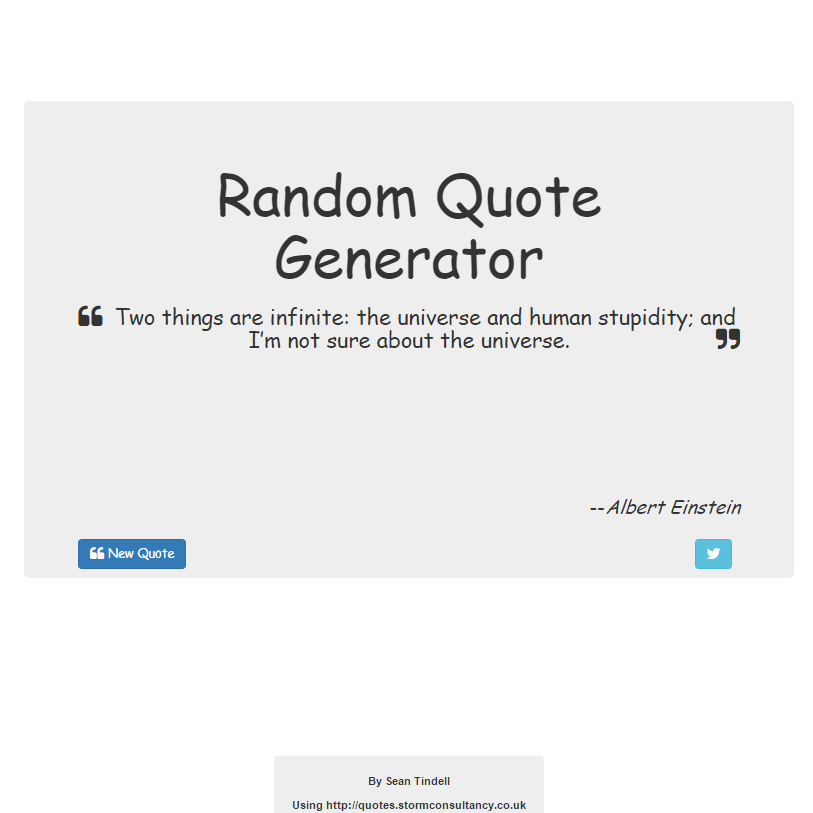 Random Quote
Generator
Two things are infinite: the universe and human stupidity; and
I’m not sure about the universe.
--Albert Einstein
New Quote
By Sean Tindell
Using http://quotes.stormconsultancy.co.uk